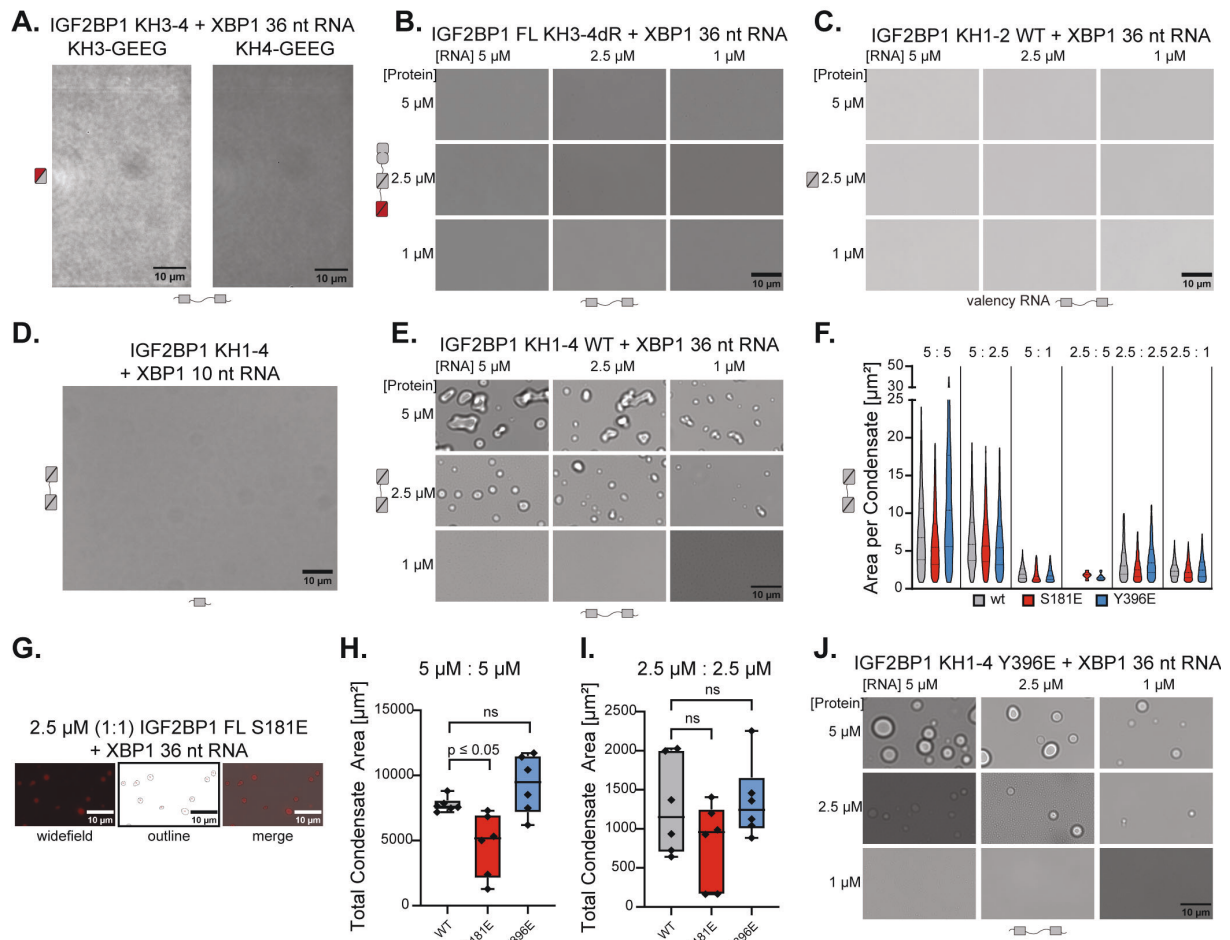 A.
IGF2BP1 KH3-4 + XBP1 36 nt RNA
KH3-GEEG KH4-GEEG
10 µm 10 µm
B.
IGF2BP1 FL KH3-4dR + XBP1 36 nt RNA
[RNA] 5 µM 2.5 µM 1 µM
[Protein]
5 µM
2.5 µM
1 µM
10 µm
C.
IGF2BP1 KH1-2 WT + XBP1 36 nt RNA
[RNA] 5 µM 2.5 µM 1 µM
[Protein]
5 µM
2.5 µM
1 µM
10 µm
valency RNA
D.
IGF2BP1 KH1-4
+ XBP1 10 nt RNA
10 µm
E.
IGF2BP1 KH1-4 WT + XBP1 36 nt RNA
[RNA] 5 µM 2.5 µM 1 µM
[Protein]
5 µM
2.5 µM
1 µM
10 µm
F.
5 : 5 5 : 2.5 5 : 1 2.5 : 5 2.5 : 2.5 2.5 : 1
Area per Condensate [µm²]
50
30
25
20
15
10
5
0
wt S181E Y396E
G.
2.5 µM (1:1) IGF2BP1 FL S181E
+ XBP1 36 nt RNA
10 µm 10 µm 10 µm
widefield outline merge
H.
5 µM : 5 µM
Total Condensate Area [µm²]
15000
10000
5000
0
ns
p ≤ 0.05
WT 181E 396E
I.
2.5 µM : 2.5 µM
Total Condensate Area [µm²]
2500
2000
1500
1000
500
0
ns
ns
WT 181E 396E
J.
IGF2BP1 KH1-4 Y396E + XBP1 36 nt RNA
[RNA] 5 µM 2.5 µM 1 µM
[Protein]
5 µM
2.5 µM
1 µM
10 µm